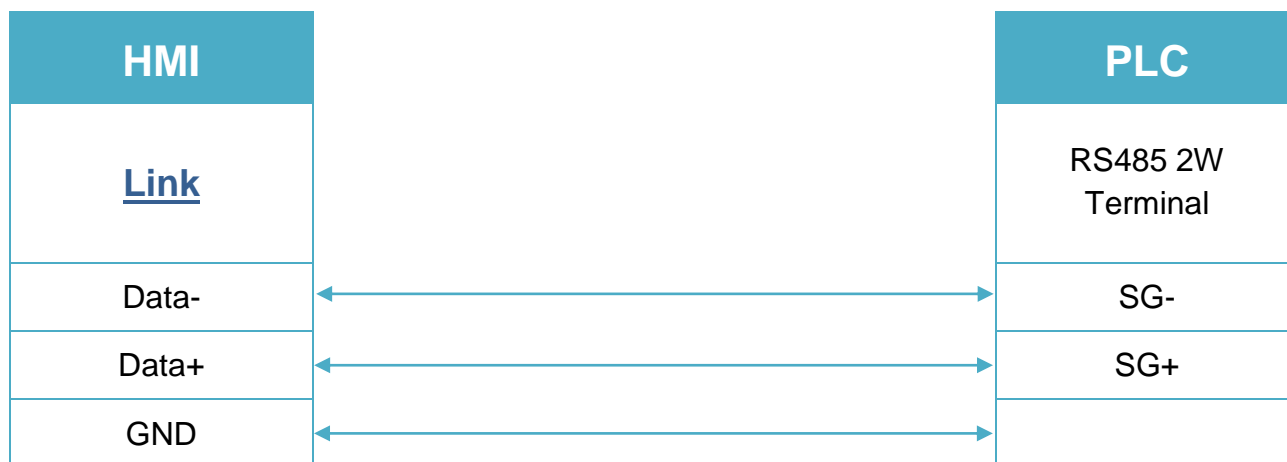 HMI
PLC
Link
RS485 2W
Terminal
Data-
SG-
Data+
SG+
GND